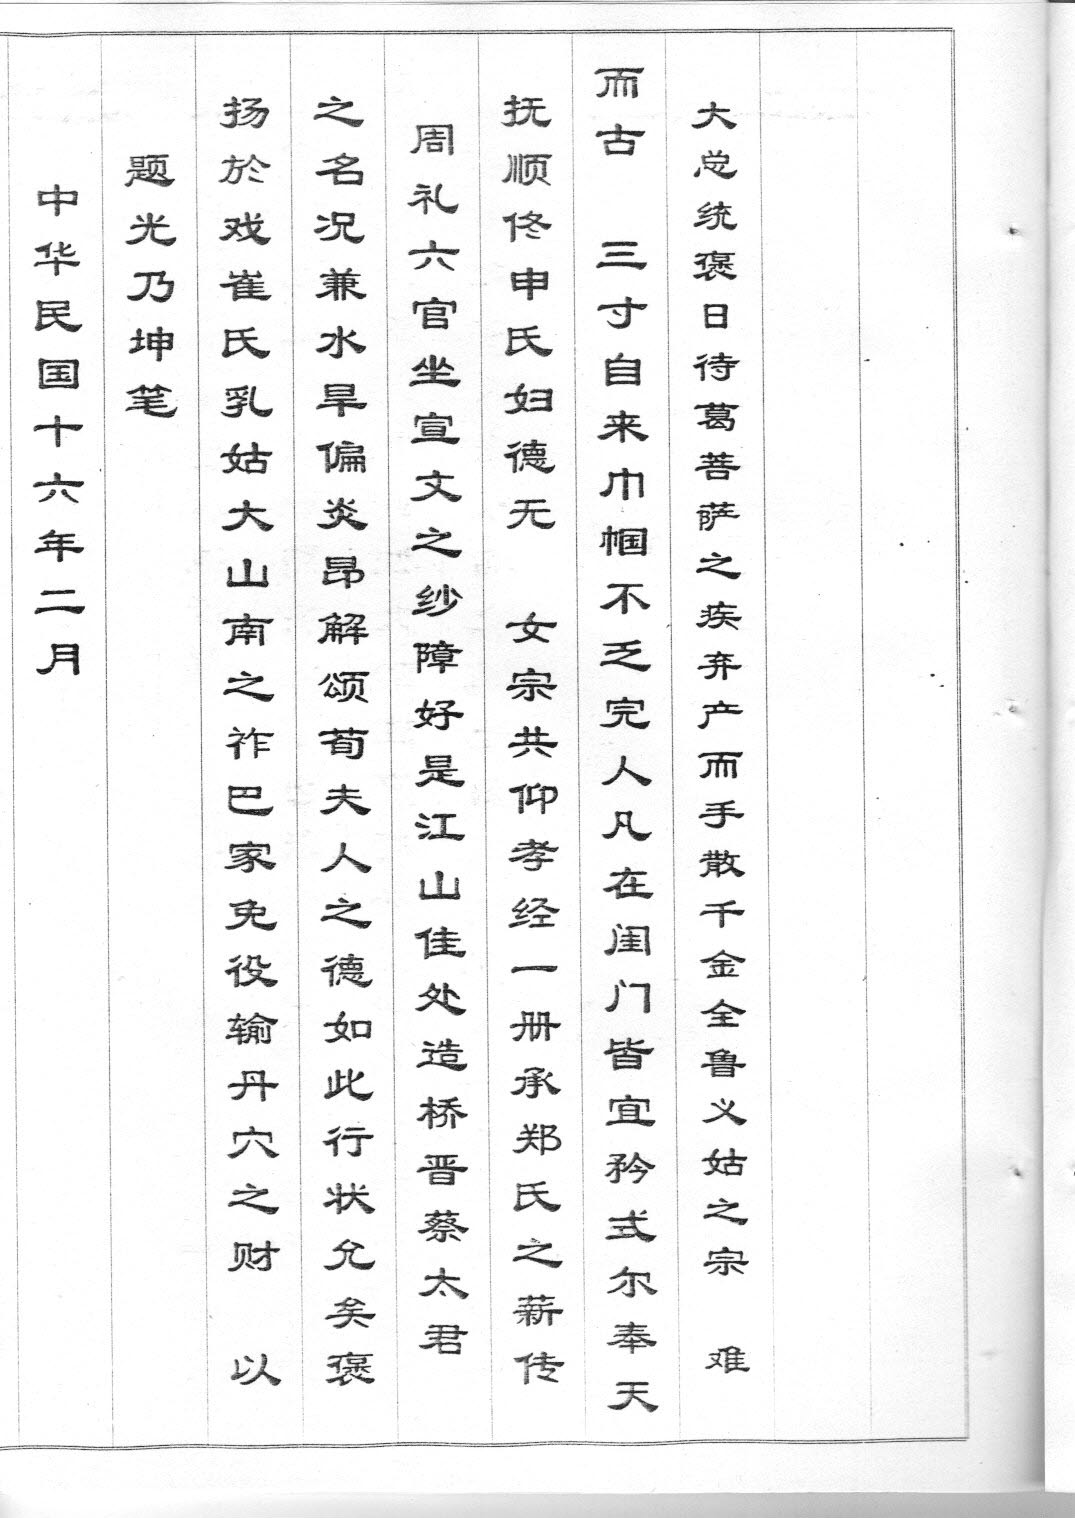 大总统褒日待葛菩萨之疾弃产而手散千金全鲁义姑之宗 难
而古 三寸自来巾帼不乏完人凡在闺门皆宜矜式尔奉天
抚顺佟申氏妇德无 女宗共仰孝经一册承郑氏之薪传
周礼六官坐宣文之纱障好是江山佳处造桥晋蔡太君
之名况兼水旱偏炎昂解颂荀夫人之德如此行状允矣褒
扬於戏崔氏乳姑大山南之祚巴家免役输丹穴之财 以
题光乃坤笔
中华民国十六年二月